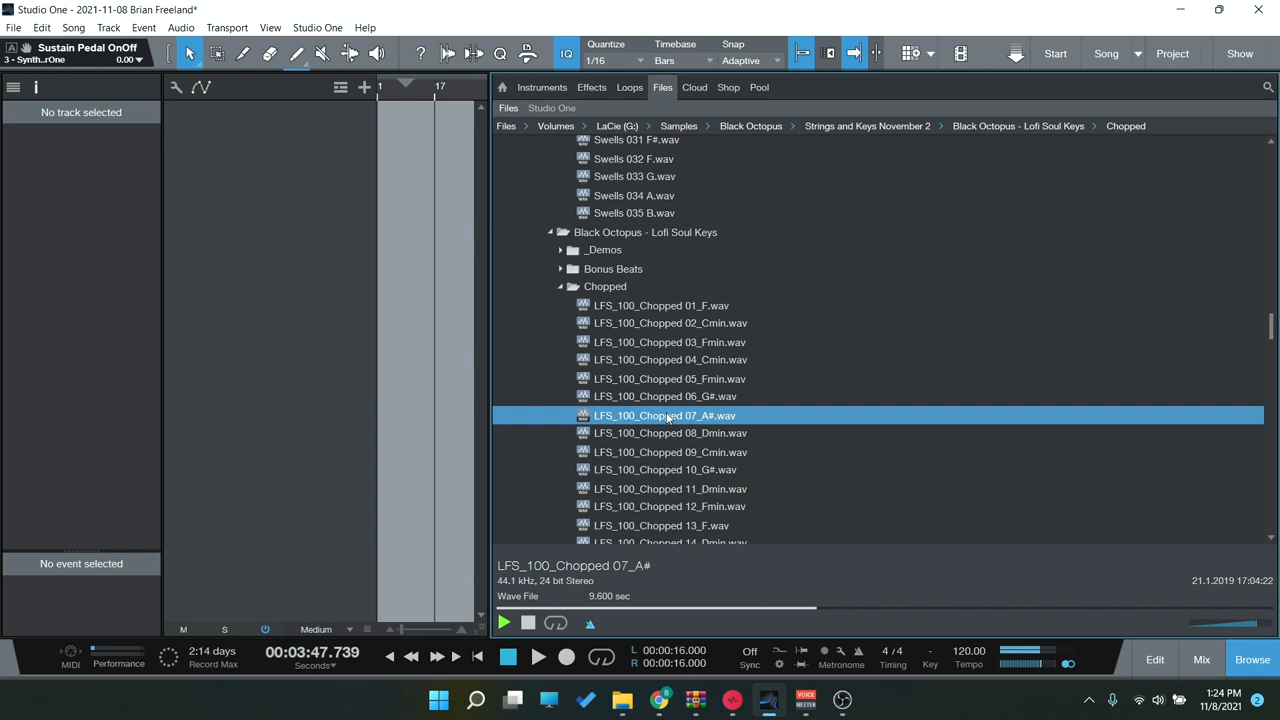 Studio One - 2021-11-08 Brian Freeland*
File Edit Song Track Event Audio Transport View Studio One Help
A Sustain Pedal OnOff
3 - Synth..rOne 0.00
? Q IQ
Quantize Timebase Snap
1/16 Bars Adaptive
Start Song Project Show
i
1 17
Instruments Effects Loops Files Cloud Shop Pool
No track selected
Files Studio One
Files Volumes LaCie (G:) Samples Black Octopus Strings and Keys November 2 Black Octopus - Lofi Soul Keys Chopped
Swells 031 F#.wav
Swells 032 F.wav
Swells 033 G.wav
Swells 034 A.wav
Swells 035 B.wav
Black Octopus - Lofi Soul Keys
_Demos
Bonus Beats
Chopped
LFS_100_Chopped 01_F.wav
LFS_100_Chopped 02_Cmin.wav
LFS_100_Chopped 03_Fmin.wav
LFS_100_Chopped 04_Cmin.wav
LFS_100_Chopped 05_Fmin.wav
LFS_100_Chopped 06_G#.wav
LFS_100_Chopped 07_A#.wav
LFS_100_Chopped 08_Dmin.wav
LFS_100_Chopped 09_Cmin.wav
LFS_100_Chopped 10_G#.wav
LFS_100_Chopped 11_Dmin.wav
LFS_100_Chopped 12_Fmin.wav
LFS_100_Chopped 13_F.wav
LFS_100_Chopped 14_Dmin.wav
No event selected
LFS_100_Chopped 07_A#
44.1 kHz, 24 bit Stereo 21.1.2019 17:04:22
Wave File 9.600 sec
M S Medium
MIDI Performance
2:14 days
Record Max
00:03:47.739
Seconds
L 00:00:16.000
R 00:00:16.000
Off
Sync
Metronome
4 / 4
Timing
-
Key
120.00
Tempo
Edit Mix Browse
B
VOICE
MEETER
1:24 PM
11/8/2021
2